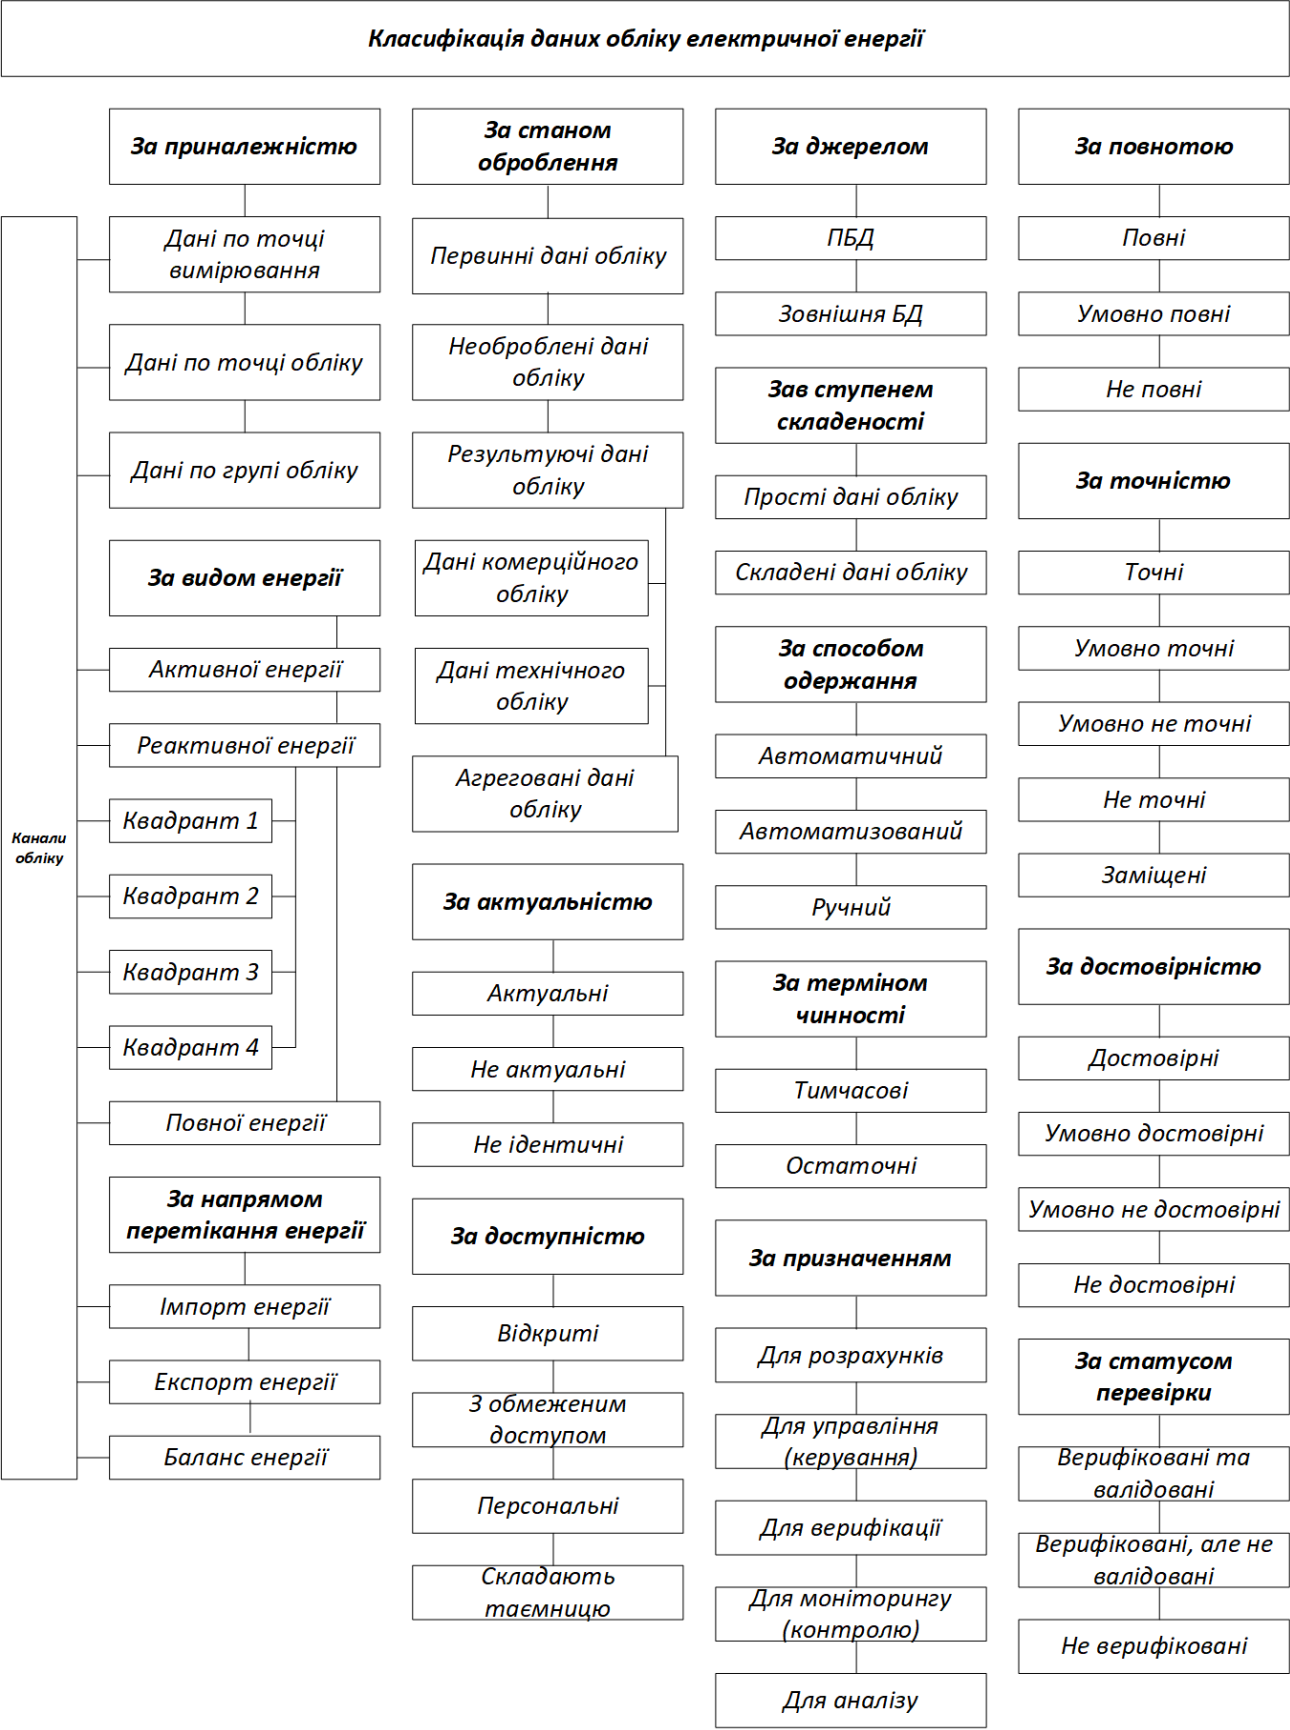 Класифікація даних обліку електричної енергії
За приналежністю
Дані по точці
вимірювання
Дані по точці обліку
Дані по групі обліку
За видом енергії
Активної енергії
Реактивної енергії
Квадрант 1
Канали
обліку
Квадрант 2
Квадрант 3
Квадрант 4
Повної енергії
За напрямом
перетікання енергії
Імпорт енергії
Експорт енергії
Баланс енергії
За станом
оброблення
Первинні дані обліку
Необроблені дані
обліку
Результуючі дані
обліку
Дані комерційного
обліку
Дані технічного
обліку
Агреговані дані
обліку
За актуальністю
Актуальні
Не актуальні
Не ідентичні
За доступністю
Відкриті
З обмеженим
доступом
Персональні
Складають
таємницю
За джерелом
ПБД
Зовнішня БД
Зав ступенем
складеності
Прості дані обліку
Складені дані обліку
За способом
одержання
Автоматичний
Автоматизований
Ручний
За терміном
чинності
Тимчасові
Остаточні
За призначенням
Для розрахунків
Для управління
(керування)
Для верифікації
Для моніторингу
(контролю)
Для аналізу
За повнотою
Повні
Умовно повні
Не повні
За точністю
Точні
Умовно точні
Умовно не точні
Не точні
Заміщені
За достовірністю
Достовірні
Умовно достовірні
Умовно не достовірні
Не достовірні
За статусом
перевірки
Верифіковані та
валідовані
Верифіковані, але не
валідовані
Не верифіковані